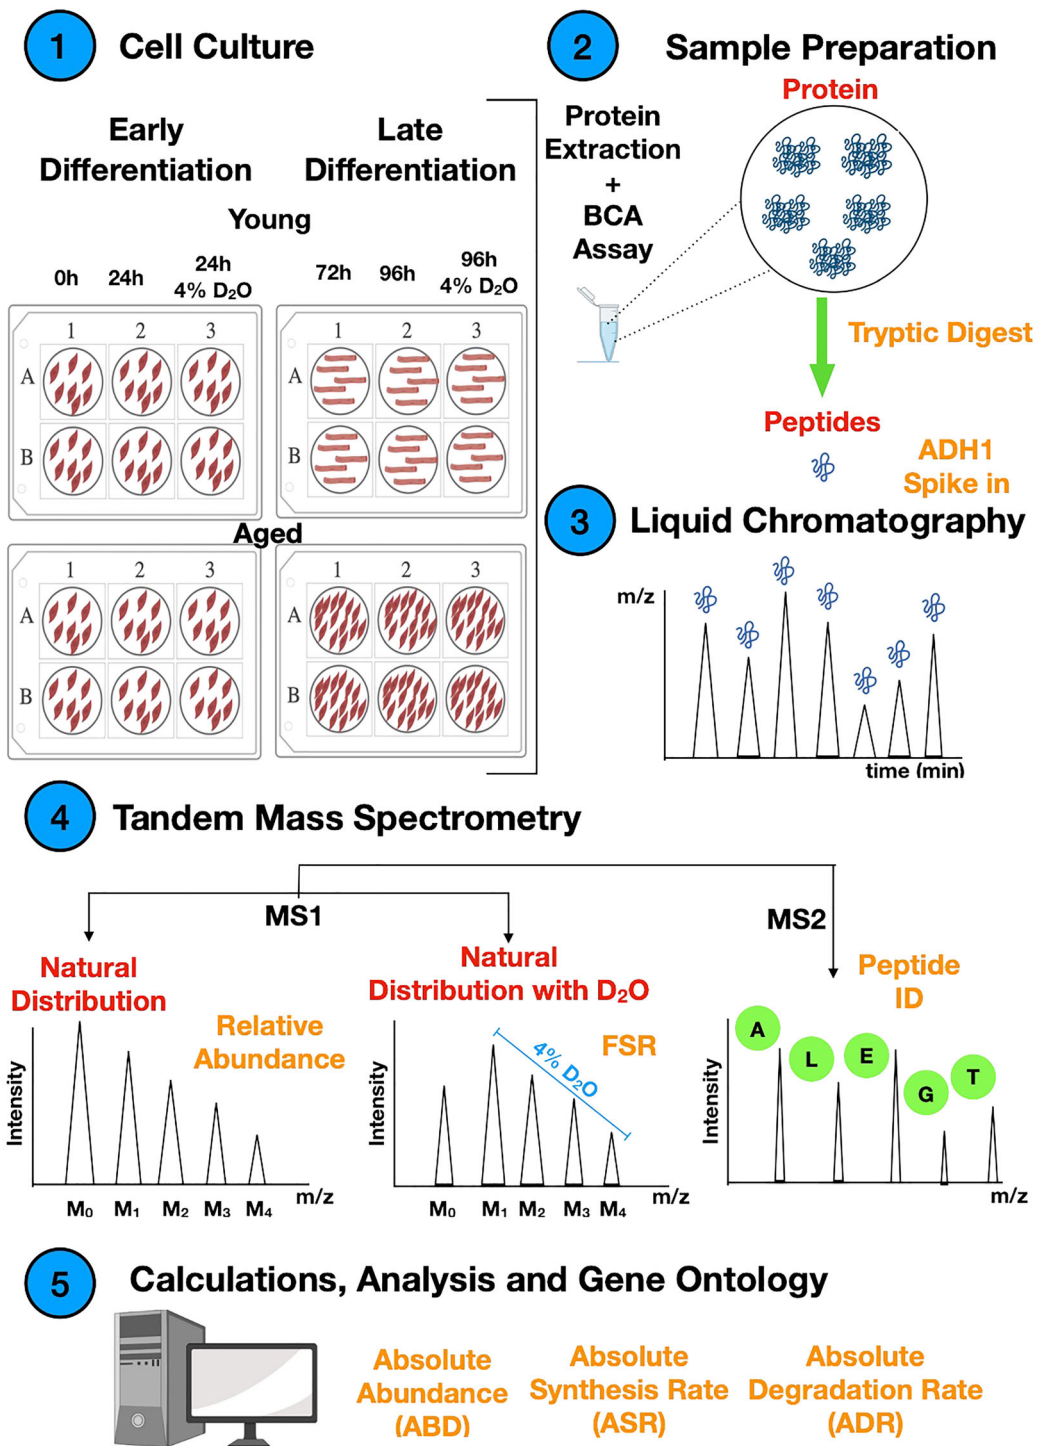 1 Cell Culture
Early
Differentiation
Late
Differentiation
Young
0h 24h 24h
4% D₂O
72h 96h 96h
4% D₂O
1 2 3
A
B
1 2 3
A
B
Aged
1 2 3
A
B
1 2 3
A
B
2 Sample Preparation
Protein
Extraction
+
BCA
Assay
Protein
Tryptic Digest
Peptides
ADH1
Spike in
3 Liquid Chromatography
m/z
time (min)
4 Tandem Mass Spectrometry
MS1
MS2
Natural
Distribution
Relative
Abundance
Intensity
M₀ M₁ M₂ M₃ M₄
m/z
Natural
Distribution with D₂O
FSR
4% D₂O
Intensity
M₀ M₁ M₂ M₃ M₄
m/z
Peptide
ID
A L E G T
Intensity
m/z
5 Calculations, Analysis and Gene Ontology
Absolute
Abundance
(ABD)
Absolute
Synthesis Rate
(ASR)
Absolute
Degradation Rate
(ADR)